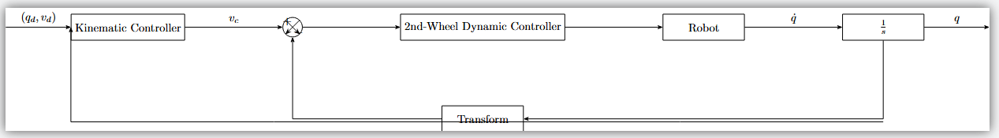 (q_d, v_d)
Kinematic Controller
v_c
+
2nd-Wheel Dynamic Controller
Robot
q̇
1/s
q
Transform